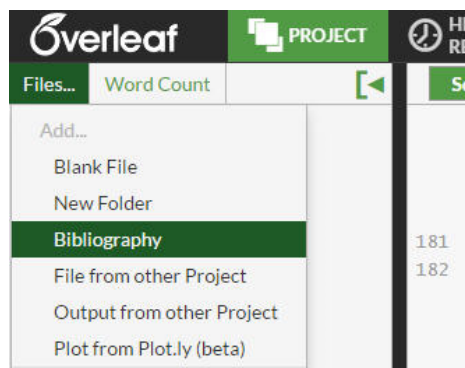 Overleaf PROJECT
Files... Word Count
Add...
Blank File
New Folder
Bibliography
File from other Project
Output from other Project
Plot from Plot.ly (beta)
181
182